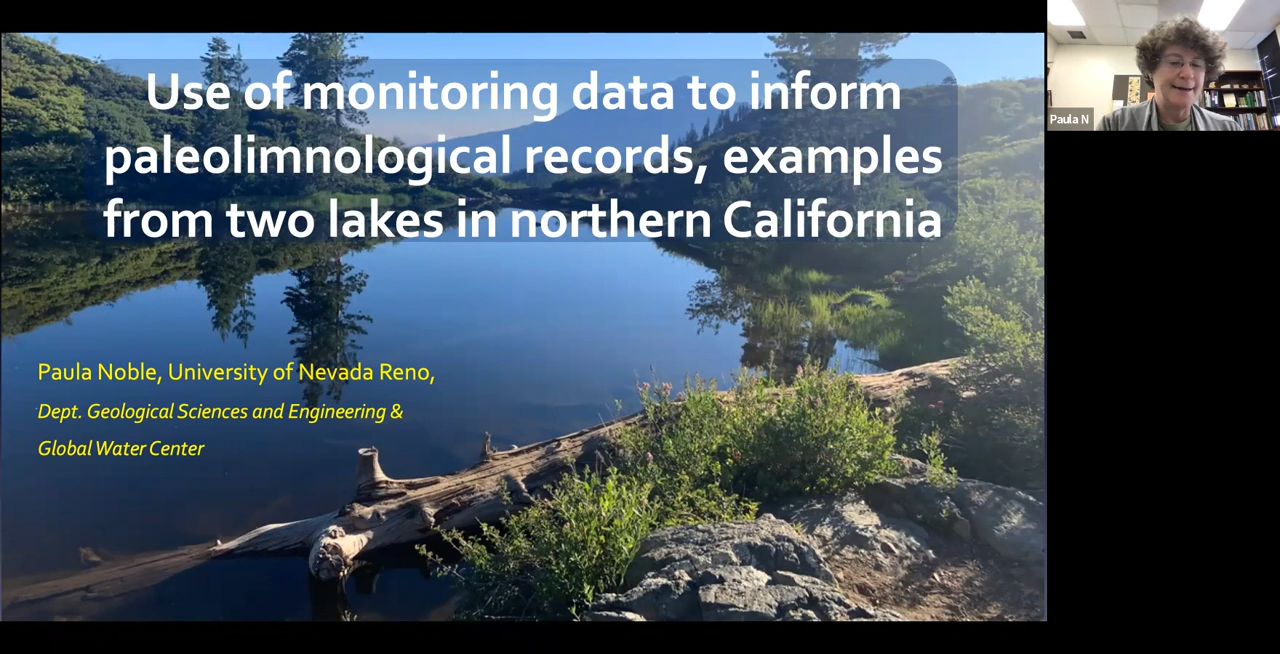 Use of monitoring data to inform
paleolimnological records, examples
from two lakes in northern California
Paula N
Paula Noble, University of Nevada Reno,
Dept. Geological Sciences and Engineering &
Global Water Center